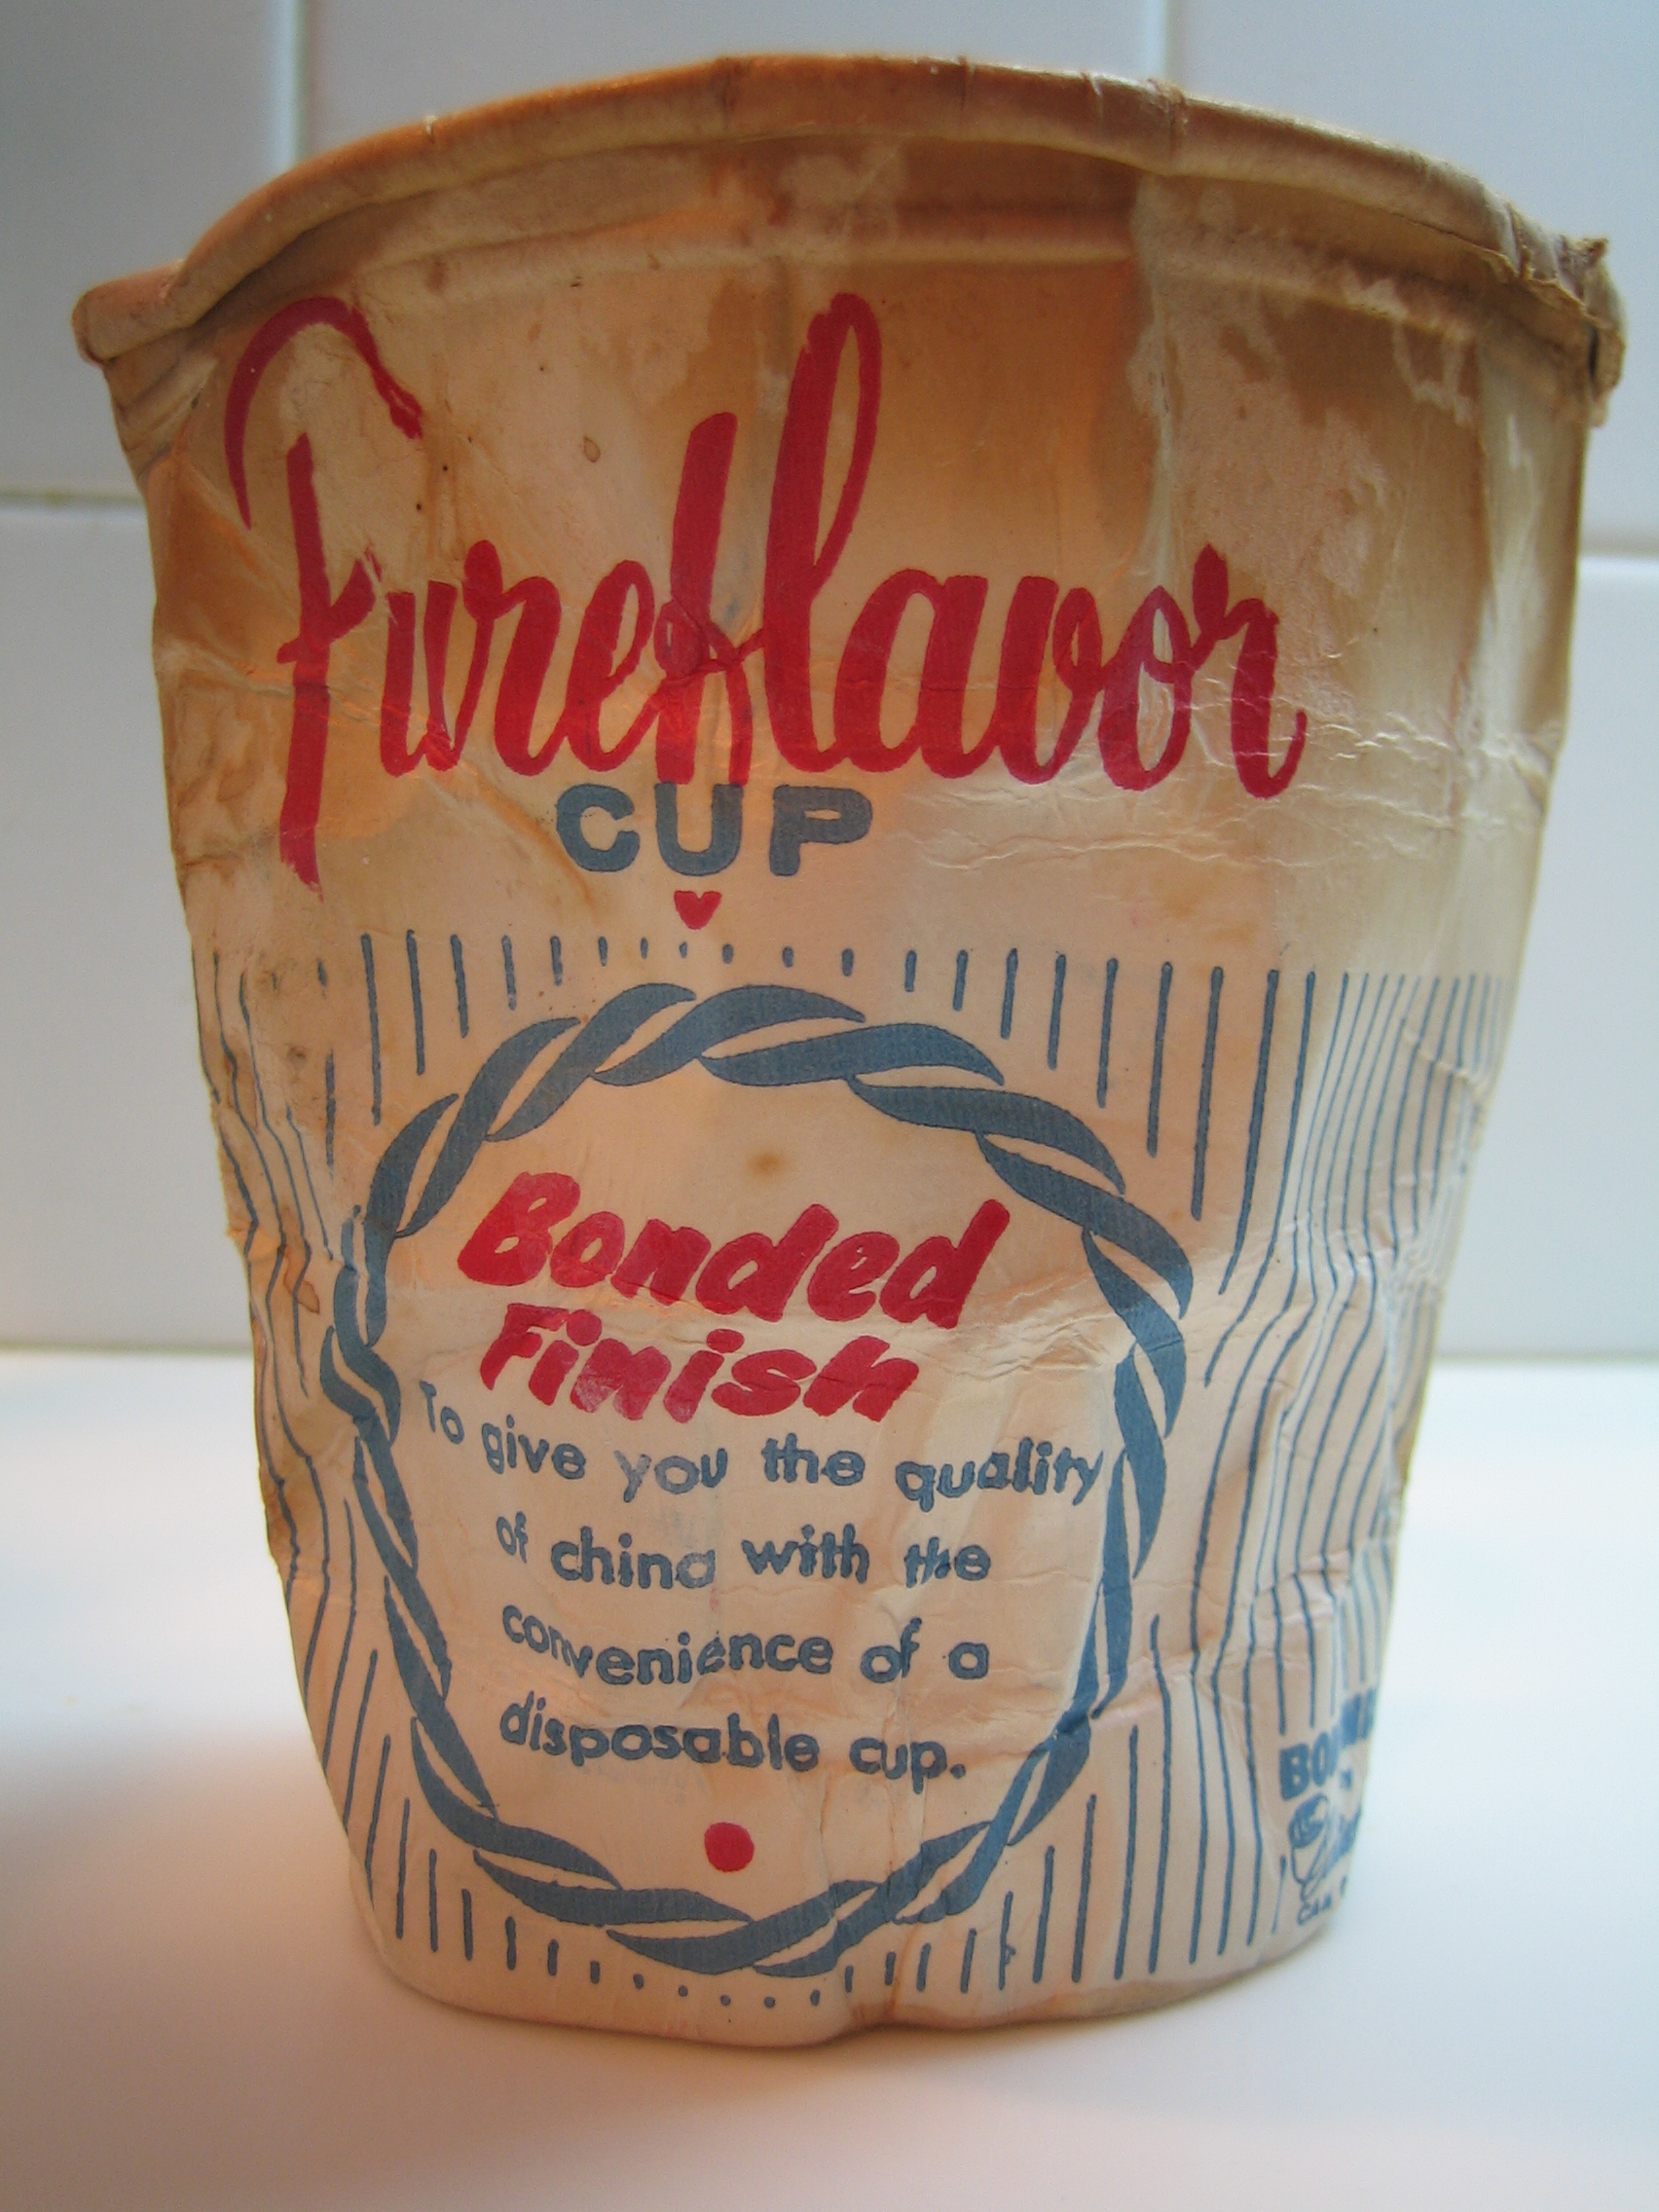 Pureflavor
CUP
Bonded
Finish
To give you the quality
of china with the
convenience of a
disposable cup.